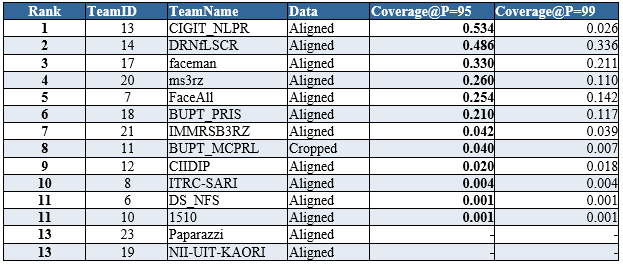 Rank TeamID TeamName Data Coverage@P=95 Coverage@P=99
1 13 CIGIT_NLPR Aligned 0.534 0.026
2 14 DRNfLSCR Aligned 0.486 0.336
3 17 faceman Aligned 0.330 0.211
4 20 ms3rz Aligned 0.260 0.110
5 7 FaceAll Aligned 0.254 0.142
6 18 BUPT_PRIS Aligned 0.210 0.117
7 21 IMMRSB3RZ Aligned 0.042 0.039
8 11 BUPT_MCPRL Cropped 0.040 0.007
9 12 CIIDIP Aligned 0.020 0.018
10 8 ITRC-SARI Aligned 0.004 0.004
11 6 DS_NFS Aligned 0.001 0.001
11 10 1510 Aligned 0.001 0.001
13 23 Paparazzi Aligned - -
13 19 NII-UIT-KAORI Aligned - -